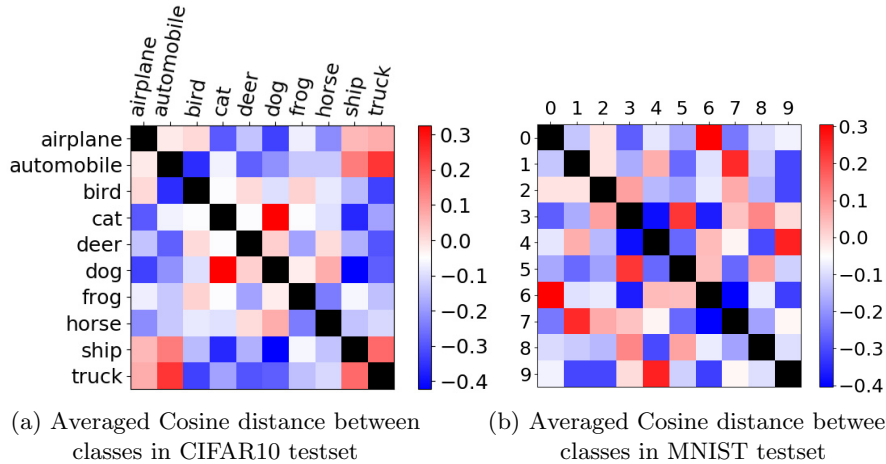 airplane automobile bird cat deer dog frog horse ship truck
airplane
automobile
bird
cat
deer
dog
frog
horse
ship
truck
0.3
0.2
0.1
0.0
−0.1
−0.2
−0.3
−0.4
(a) Averaged Cosine distance between
classes in CIFAR10 testset
0 1 2 3 4 5 6 7 8 9
0
1
2
3
4
5
6
7
8
9
0.3
0.2
0.1
0.0
−0.1
−0.2
−0.3
−0.4
(b) Averaged Cosine distance betwee
classes in MNIST testset